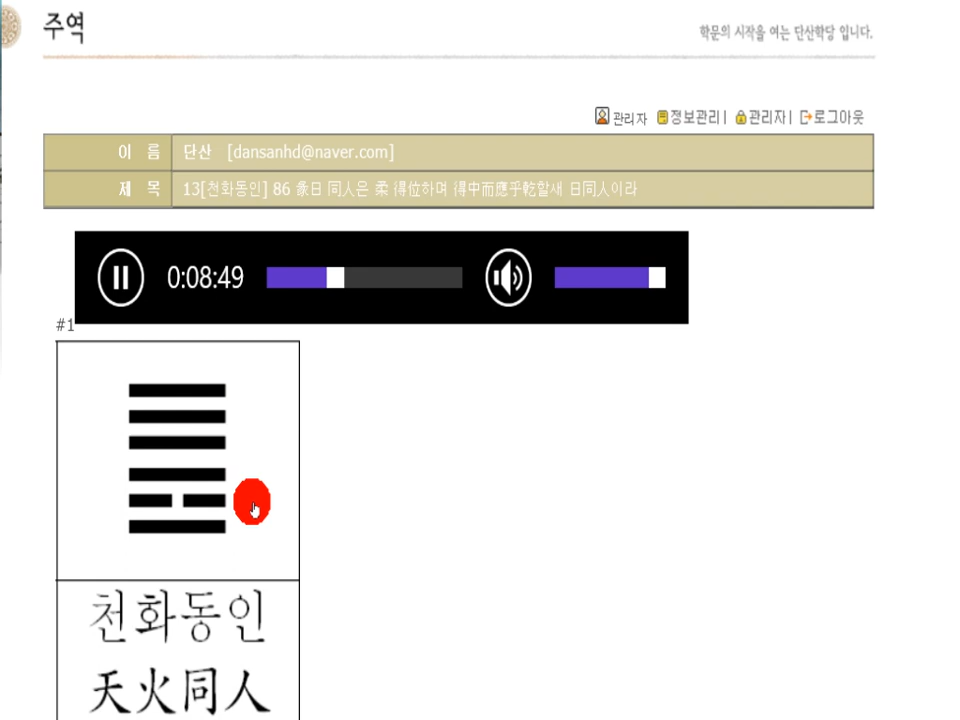 주역
학문의 시작을 여는 단산학당 입니다.
관리자 정보관리| 관리자| 로그아웃
이 름 단산 [dansanhd@naver.com]
제 목 13[천화동인] 86 彖日 同人은 柔 得位하며 得中而應乎乾할새 日同人이라
0:08:49
#1
천화동인
天火同人